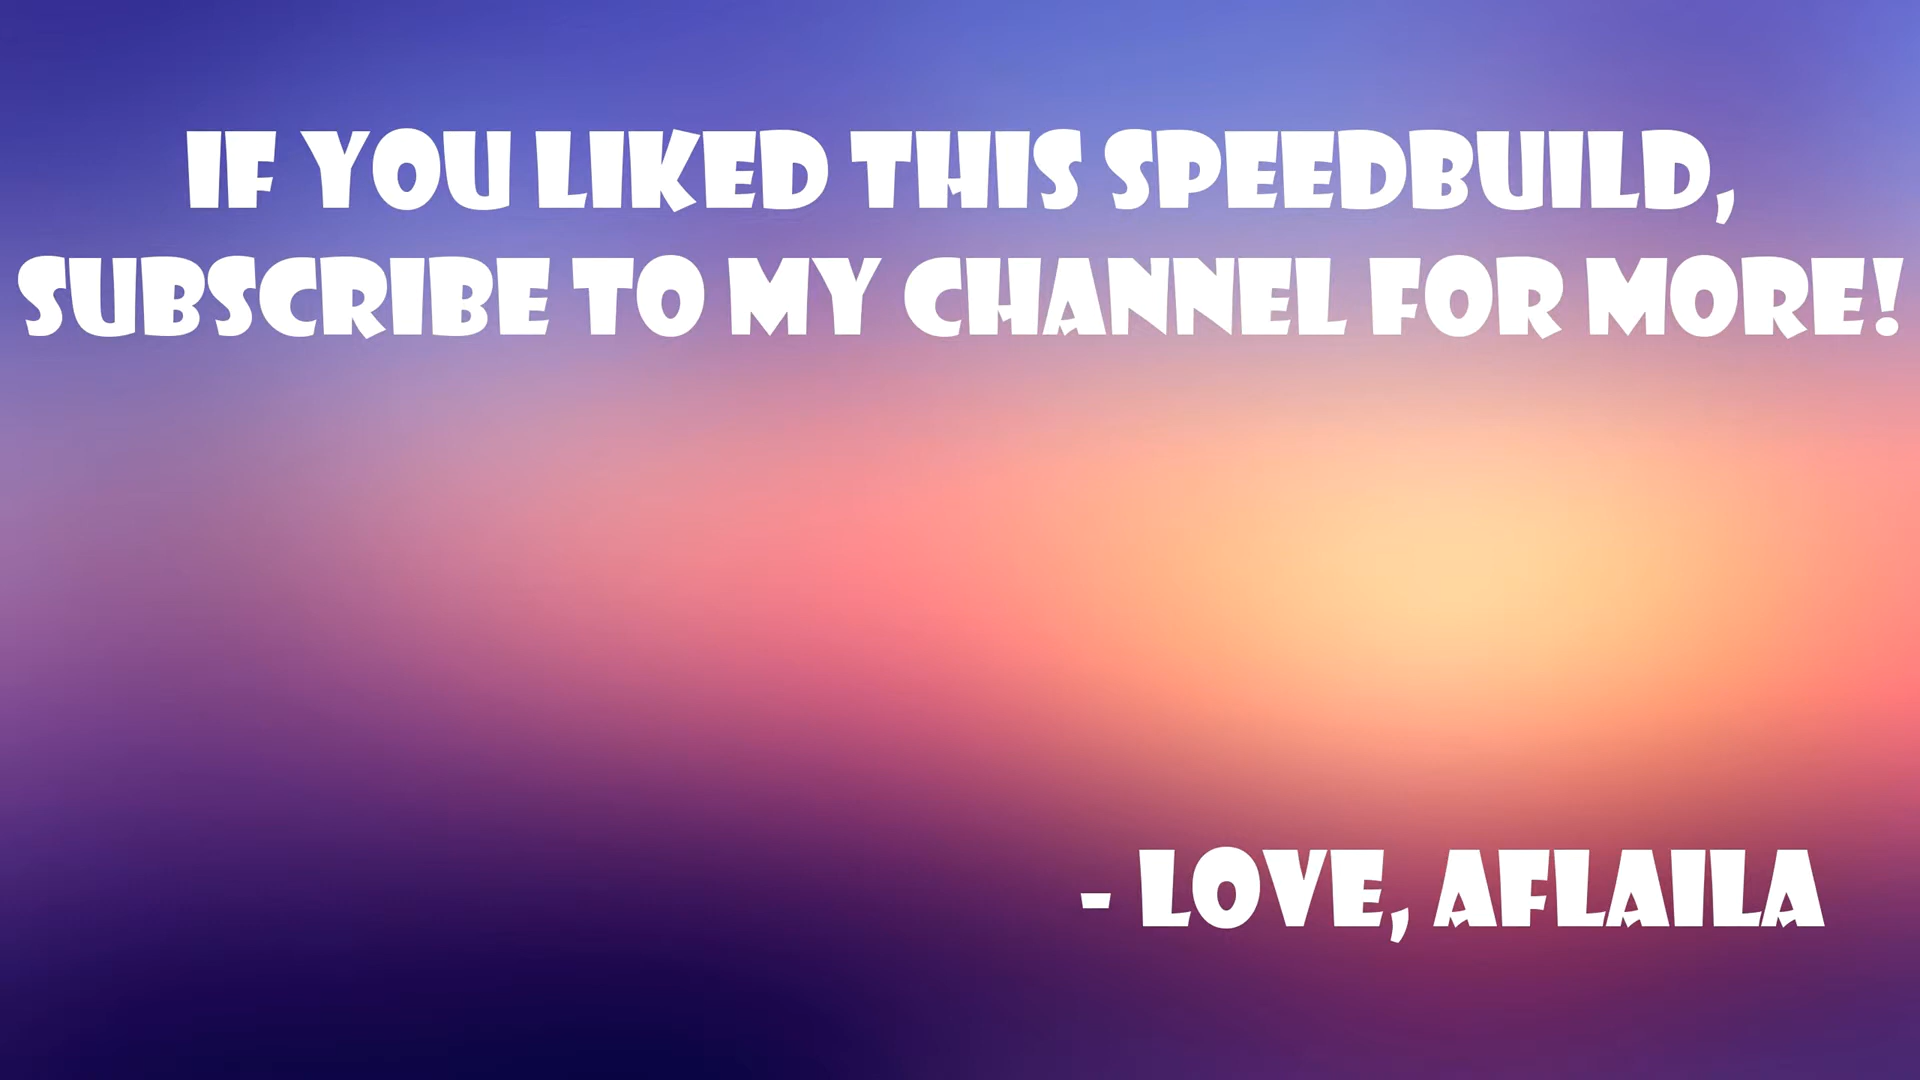 IF YOU LIKED THIS SPEEDBUILD,
SUBSCRIBE TO MY CHANNEL FOR MORE!
- LOVE, AFLAILA